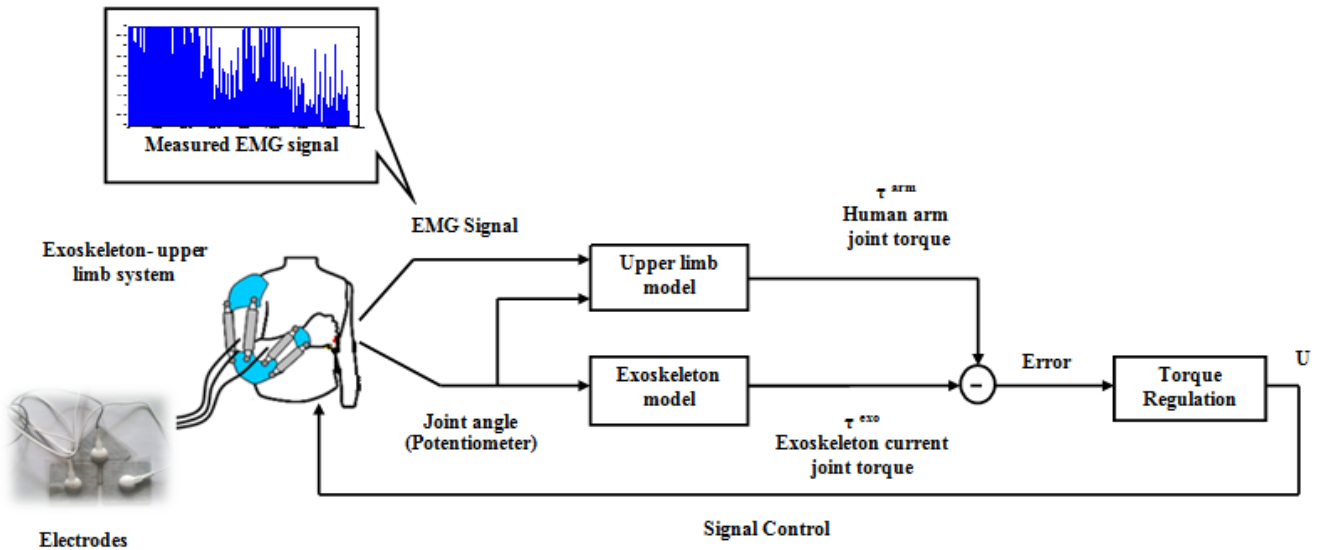 Measured EMG signal
EMG Signal
τ arm
Human arm
joint torque
Exoskeleton- upper
limb system
Upper limb
model
Exoskeleton
model
-
Error
Torque
Regulation
U
Joint angle
(Potentiometer)
τ exo
Exoskeleton current
joint torque
Signal Control
Electrodes